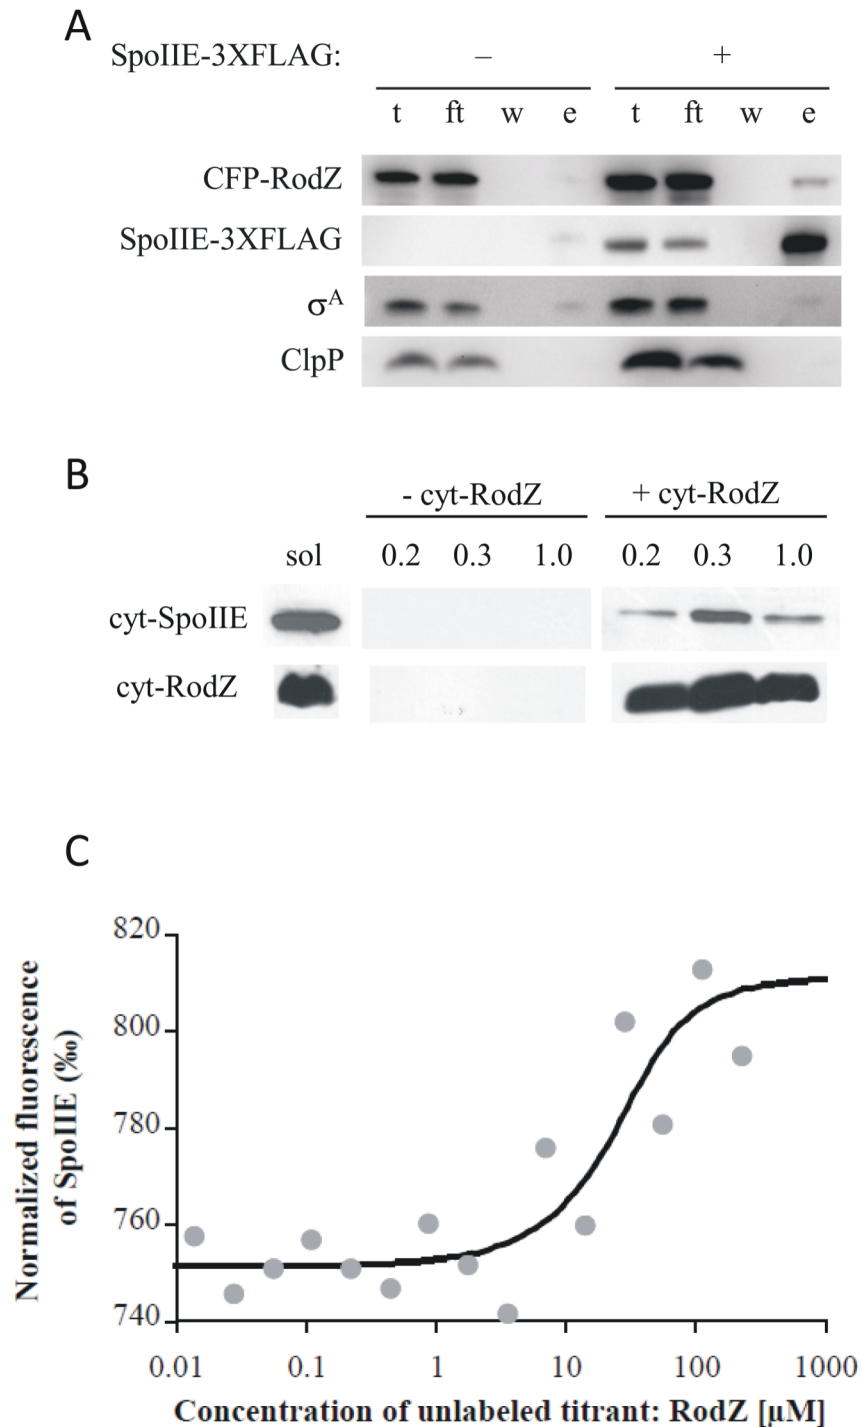 A
SpoIIE-3XFLAG: – +
t ft w e t ft w e
CFP-RodZ
SpoIIE-3XFLAG
σᴬ
ClpP
B
- cyt-RodZ + cyt-RodZ
sol 0.2 0.3 1.0 0.2 0.3 1.0
cyt-SpoIIE
cyt-RodZ
C
Normalized fluorescence
of SpoIIE (‰)
820
800
780
760
740
0.01 0.1 1 10 100 1000
Concentration of unlabeled titrant: RodZ [µM]